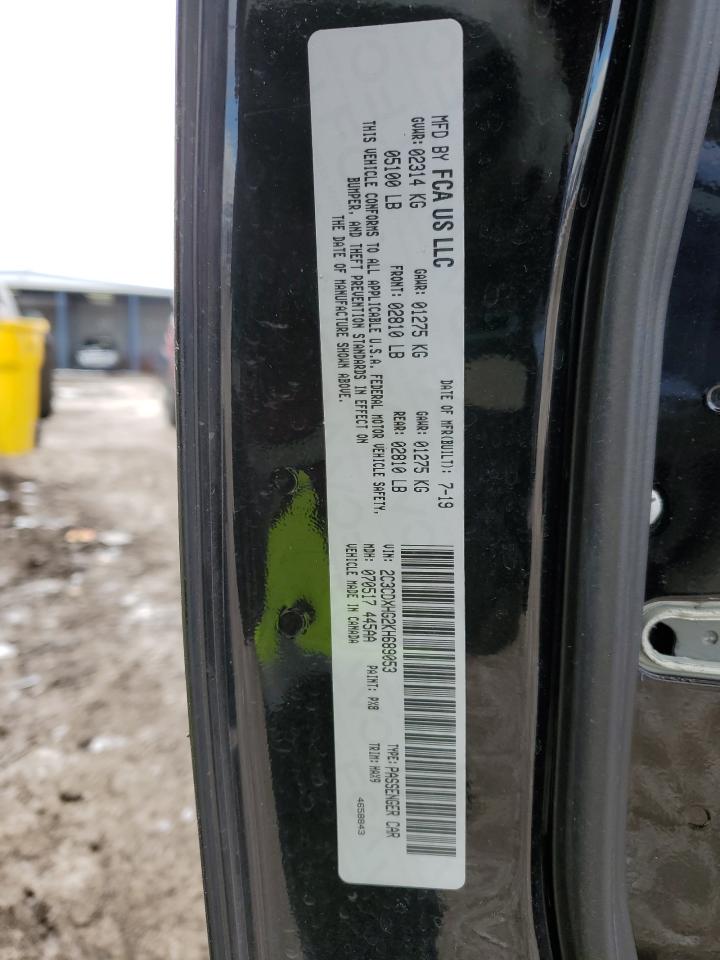 MFD BY FCA US LLC
DATE OF MFR(BUILT): 7-19
GVWR: 02314 KG
GAWR: 01275 KG
GAWR: 01275 KG
05100 LB
FRONT: 02810 LB
REAR: 02810 LB
THIS VEHICLE CONFORMS TO ALL APPLICABLE U.S.A. FEDERAL MOTOR VEHICLE SAFETY,
BUMPER, AND THEFT PREVENTION STANDARDS IN EFFECT ON
THE DATE OF MANUFACTURE SHOWN ABOVE.
VIN: 2C3CDXHG2KH689053
TYPE: PASSENGER CAR
MDH: 070517 445AA
PAINT: PX8
TRIM: HAX9
VEHICLE MADE IN CANADA
4658843